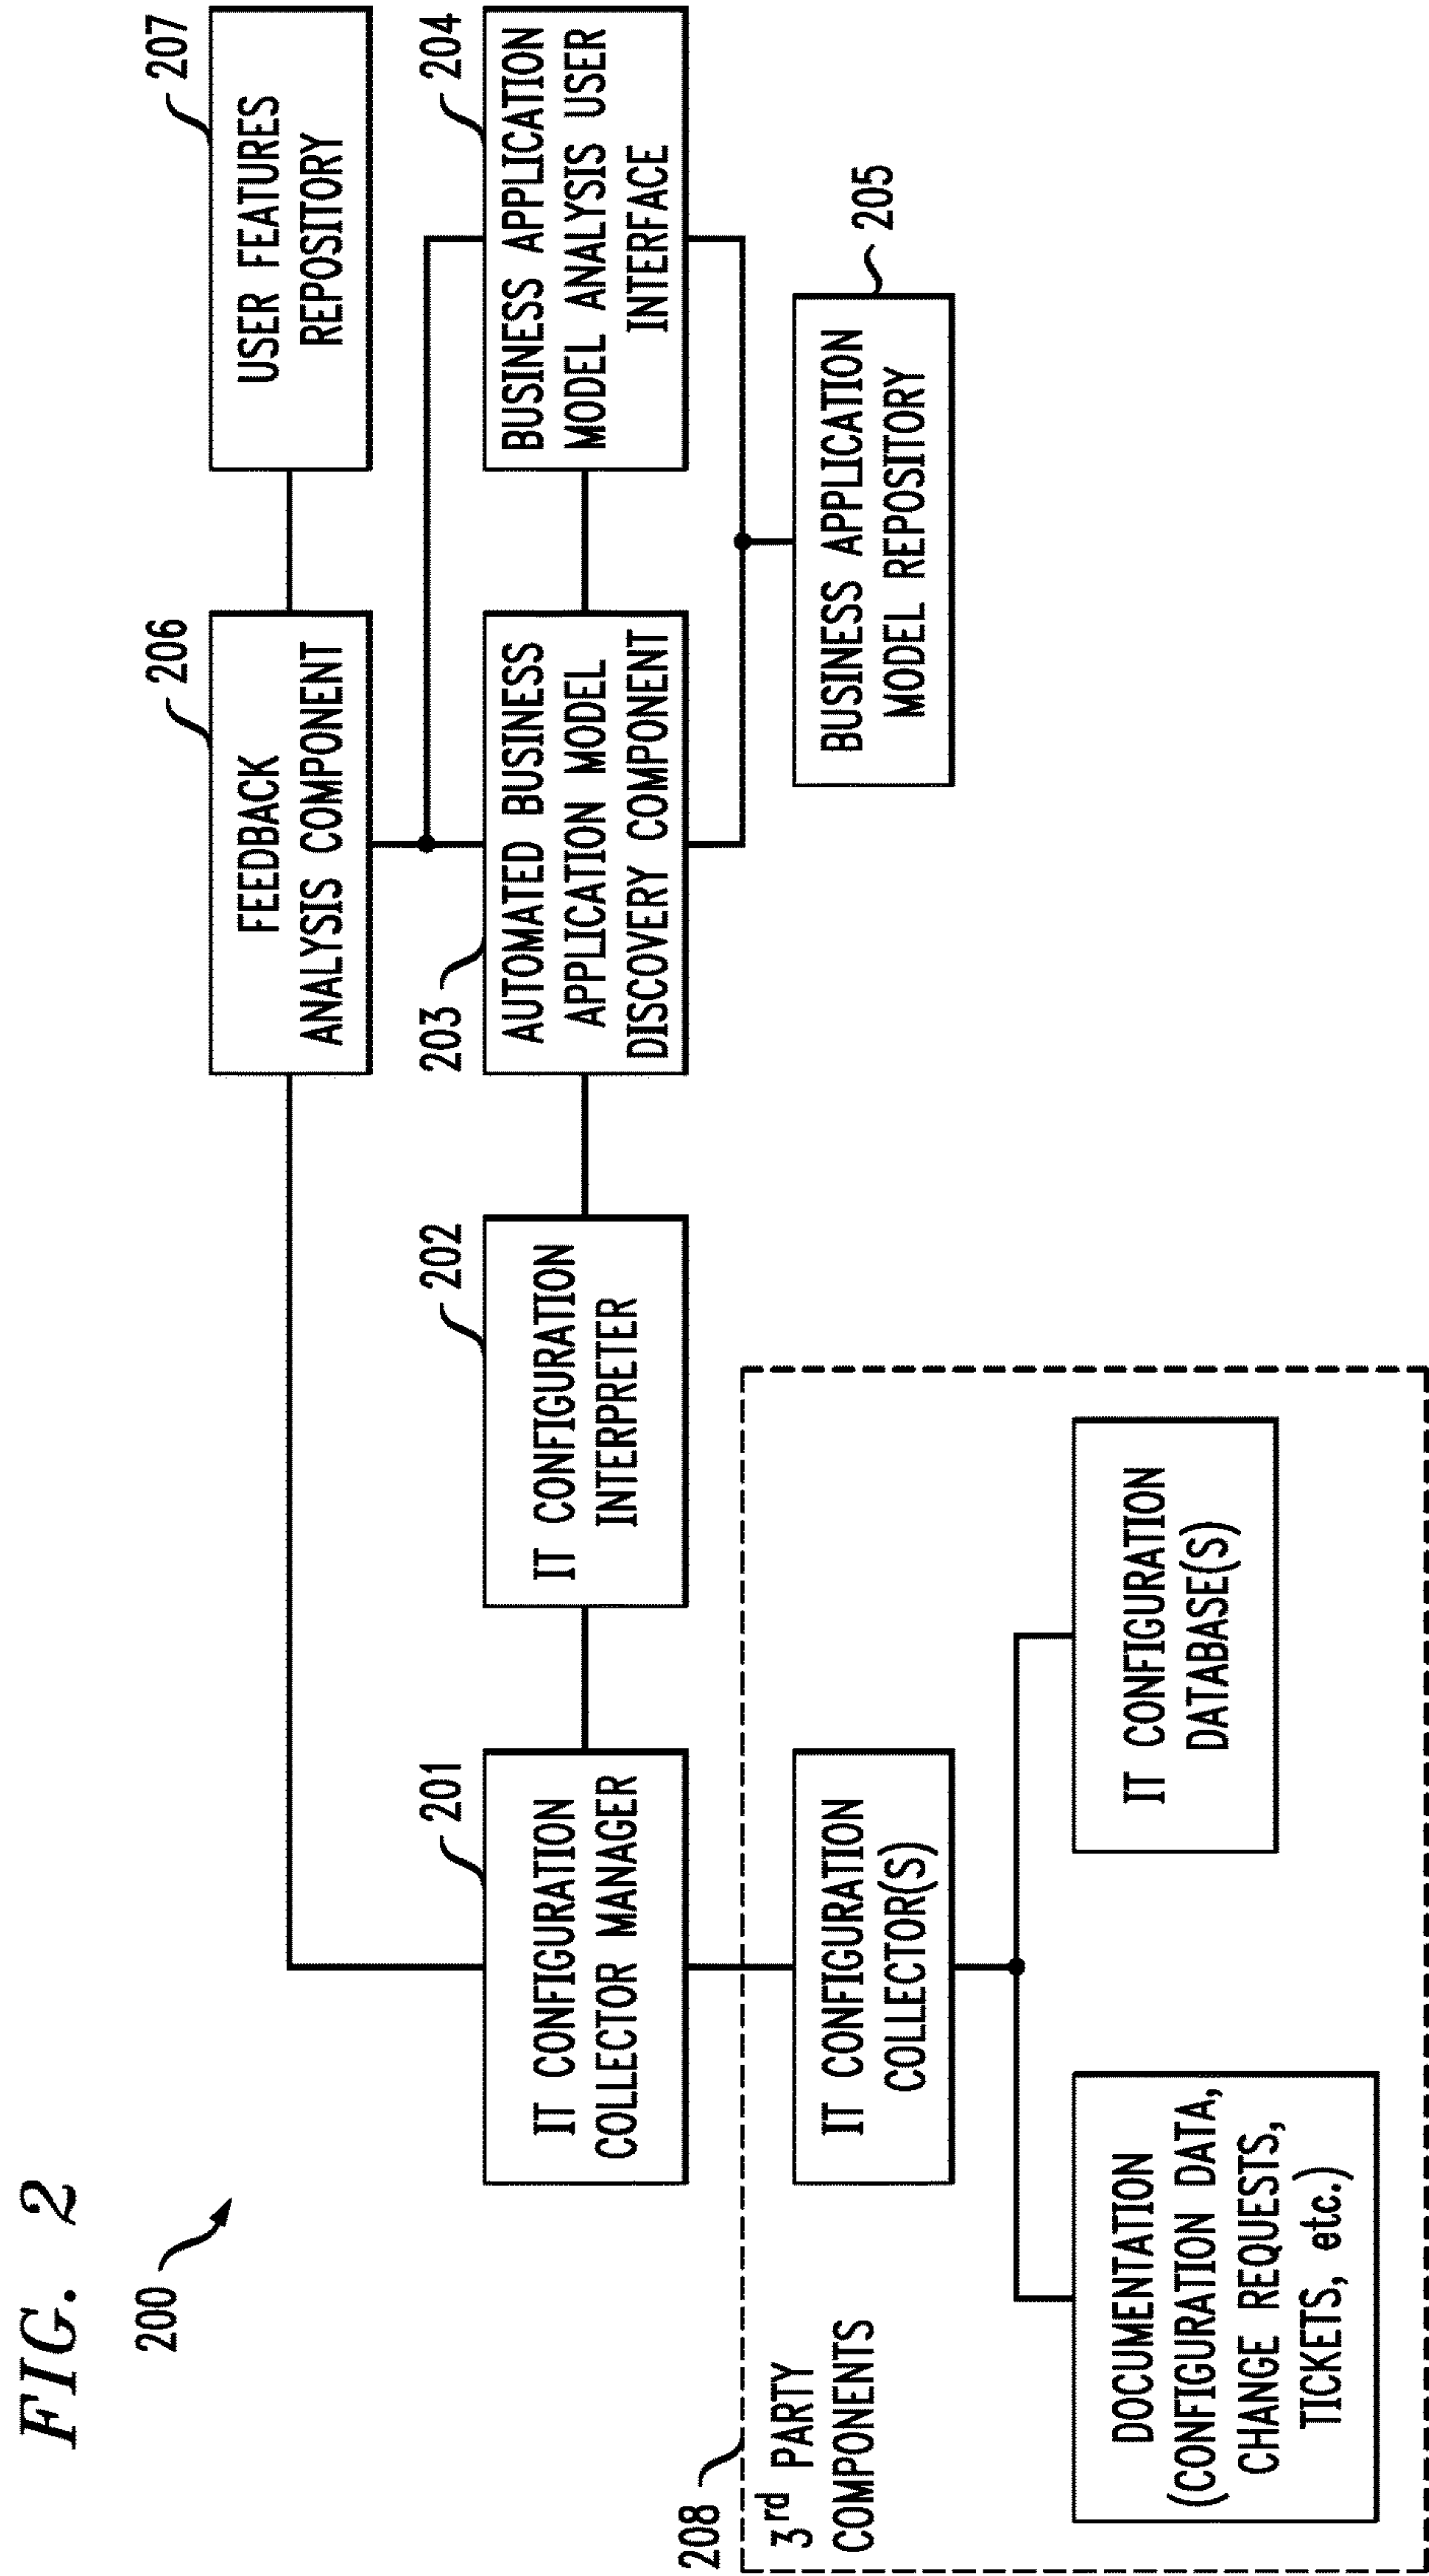 FIG. 2
200
206
FEEDBACK
ANALYSIS COMPONENT
207
USER FEATURES
REPOSITORY
201
IT CONFIGURATION
COLLECTOR MANAGER
202
IT CONFIGURATION
INTERPRETER
203
AUTOMATED BUSINESS
APPLICATION MODEL
DISCOVERY COMPONENT
204
BUSINESS APPLICATION
MODEL ANALYSIS USER
INTERFACE
208
3rd PARTY
COMPONENTS
IT CONFIGURATION
COLLECTOR(S)
205
BUSINESS APPLICATION
MODEL REPOSITORY
DOCUMENTATION
(CONFIGURATION DATA,
CHANGE REQUESTS,
TICKETS, etc.)
IT CONFIGURATION
DATABASE(S)